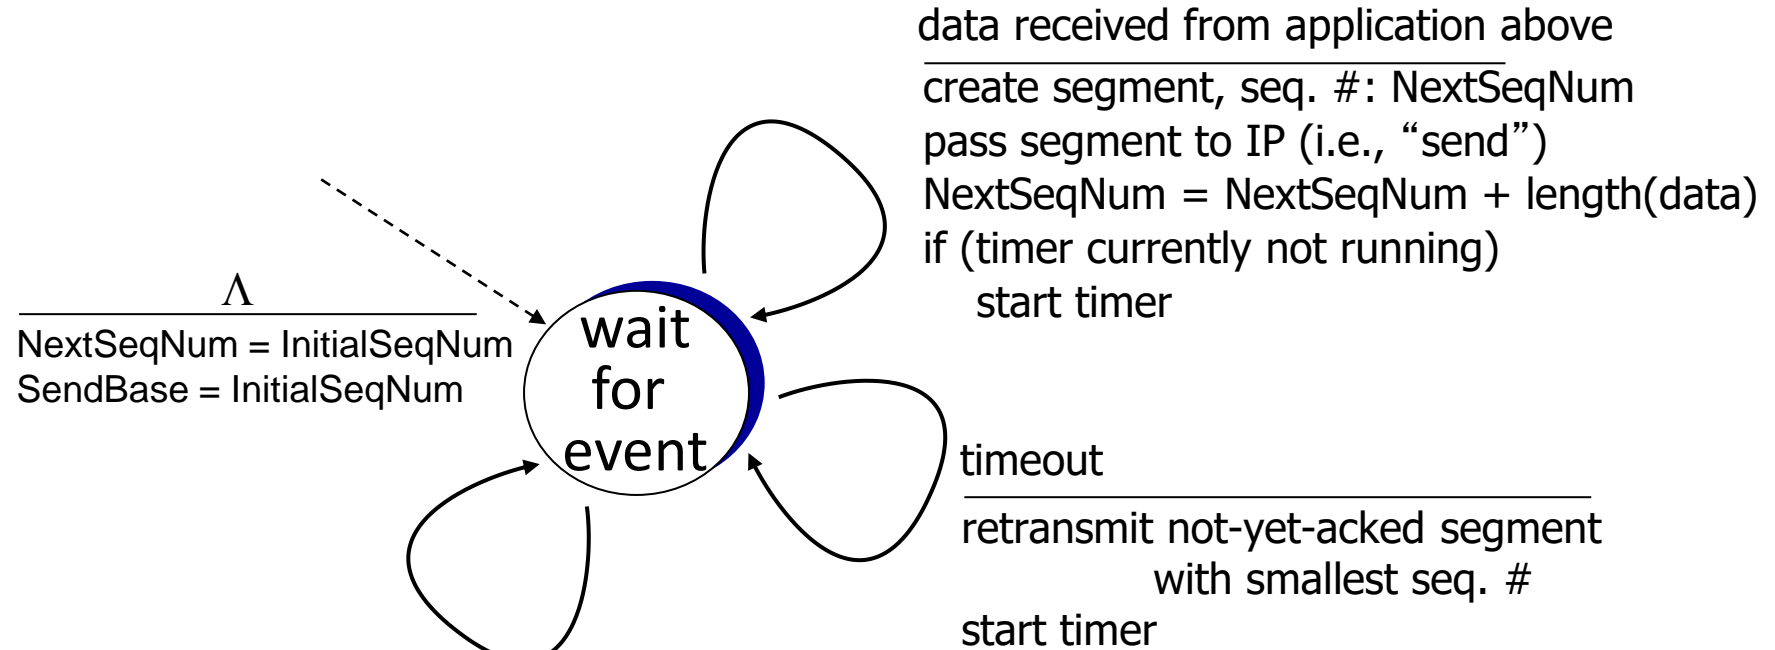 data received from application above
create segment, seq. #: NextSeqNum
pass segment to IP (i.e., “send”)
NextSeqNum = NextSeqNum + length(data)
if (timer currently not running)
start timer
Λ
NextSeqNum = InitialSeqNum
SendBase = InitialSeqNum
wait
for
event
timeout
retransmit not-yet-acked segment
with smallest seq. #
start timer